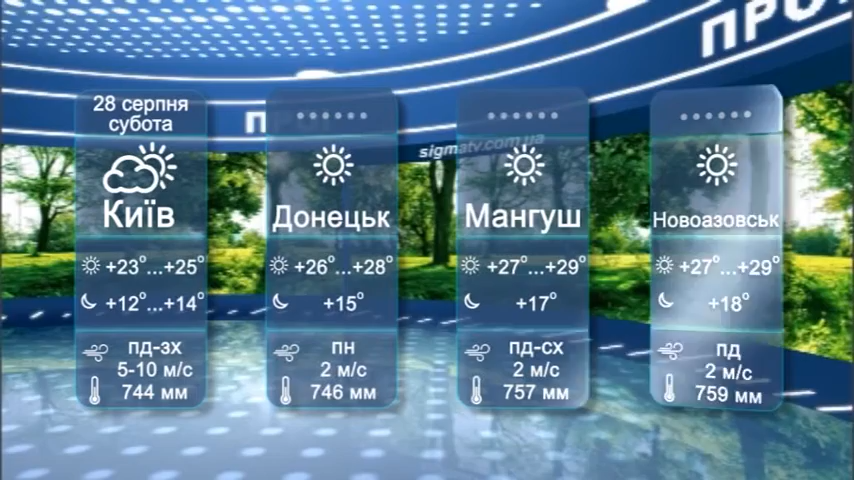 ПРО
28 серпня
субота
sigmatv.com.ua
Київ
+23°...+25°
+12°...+14°
пд-зх
5-10 м/с
744 мм
Донецьк
+26°...+28°
+15°
пн
2 м/с
746 мм
Мангуш
+27°...+29°
+17°
пд-сх
2 м/с
757 мм
Новоазовськ
+27°...+29°
+18°
пд
2 м/с
759 мм